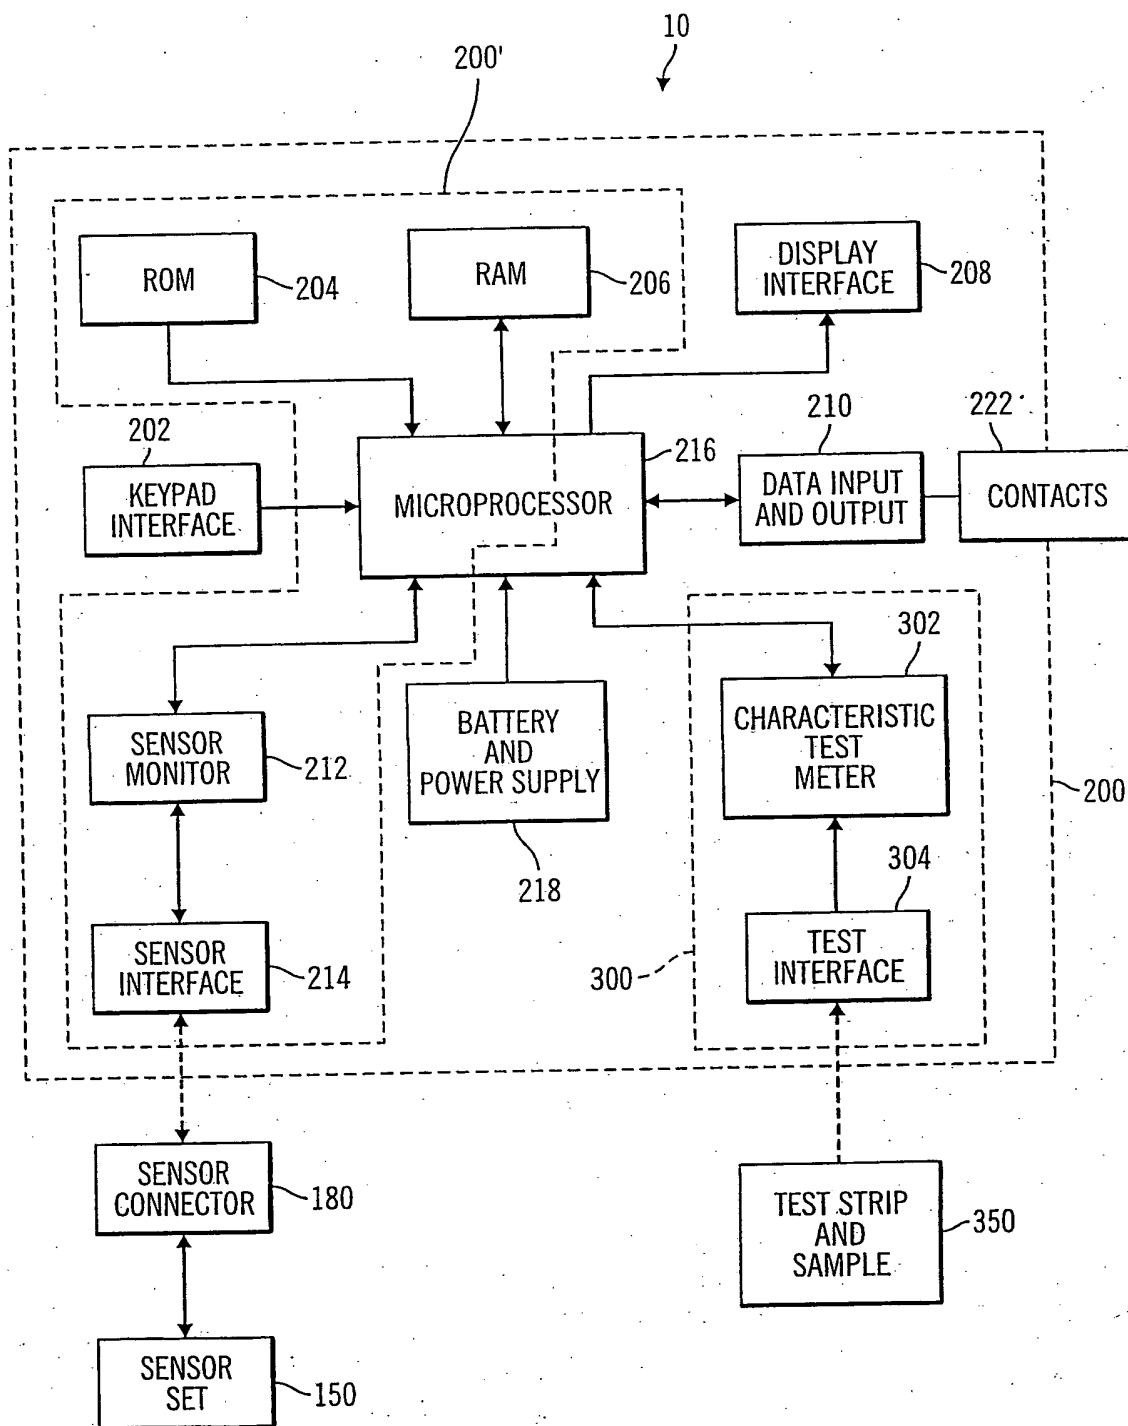 10
200'
ROM
204
RAM
206
DISPLAY
INTERFACE
208
202
KEYPAD
INTERFACE
MICROPROCESSOR
216
210
DATA INPUT
AND OUTPUT
222
CONTACTS
SENSOR
MONITOR
212
BATTERY
AND
POWER SUPPLY
218
302
CHARACTERISTIC
TEST
METER
200
304
TEST
INTERFACE
300
SENSOR
INTERFACE
214
SENSOR
CONNECTOR
180
TEST STRIP
AND
SAMPLE
350
SENSOR
SET
150